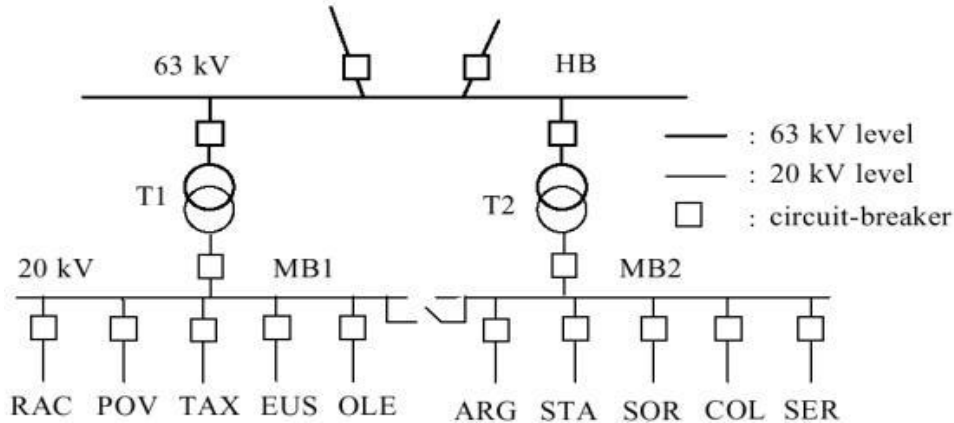 63 kV
HB
: 63 kV level
T1
T2
: 20 kV level
: circuit-breaker
20 kV
MB1
MB2
RAC POV TAX EUS OLE ARG STA SOR COL SER